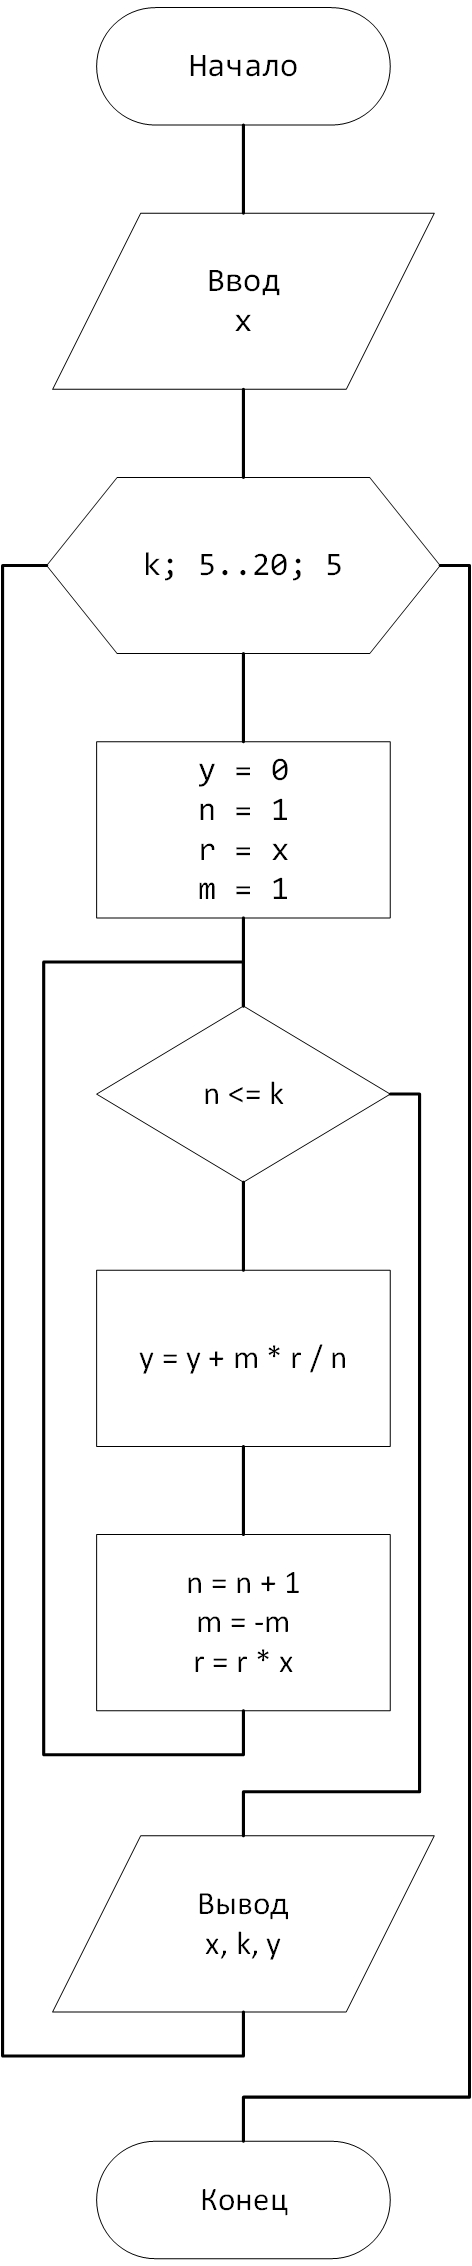 Начало
Ввод
x
k; 5..20; 5
y = 0
n = 1
r = x
m = 1
n <= k
y = y + m * r / n
n = n + 1
m = -m
r = r * x
Вывод
x, k, y
Конец